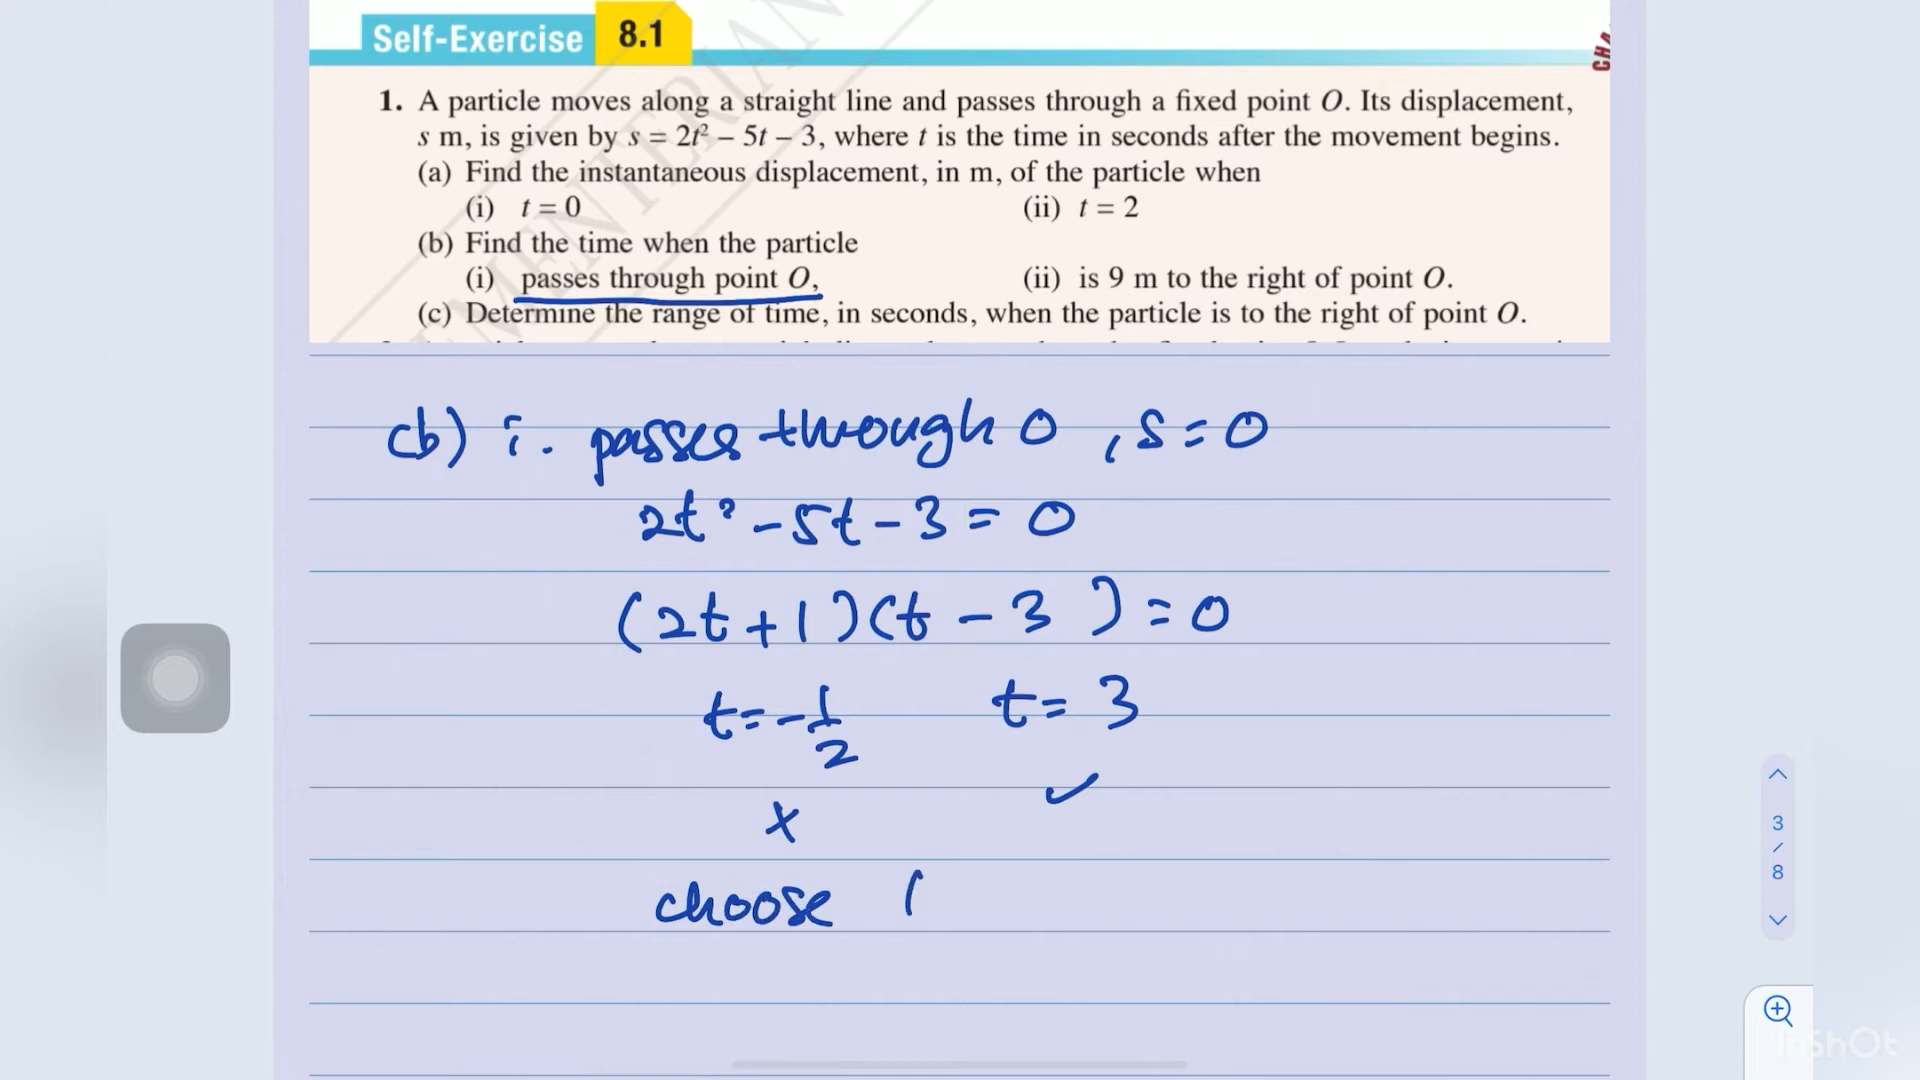 Self-Exercise 8.1
1. A particle moves along a straight line and passes through a fixed point O. Its displacement,
s m, is given by s = 2t² – 5t – 3, where t is the time in seconds after the movement begins.
(a) Find the instantaneous displacement, in m, of the particle when
(i) t = 0 (ii) t = 2
(b) Find the time when the particle
(i) passes through point O, (ii) is 9 m to the right of point O.
(c) Determine the range of time, in seconds, when the particle is to the right of point O.
(b) i. passes through O , s = 0
2t² - 5t - 3 = 0
(2t + 1)(t - 3) = 0
t = -1/2 t = 3
x ✓
choose (
3
/
8
InShOt